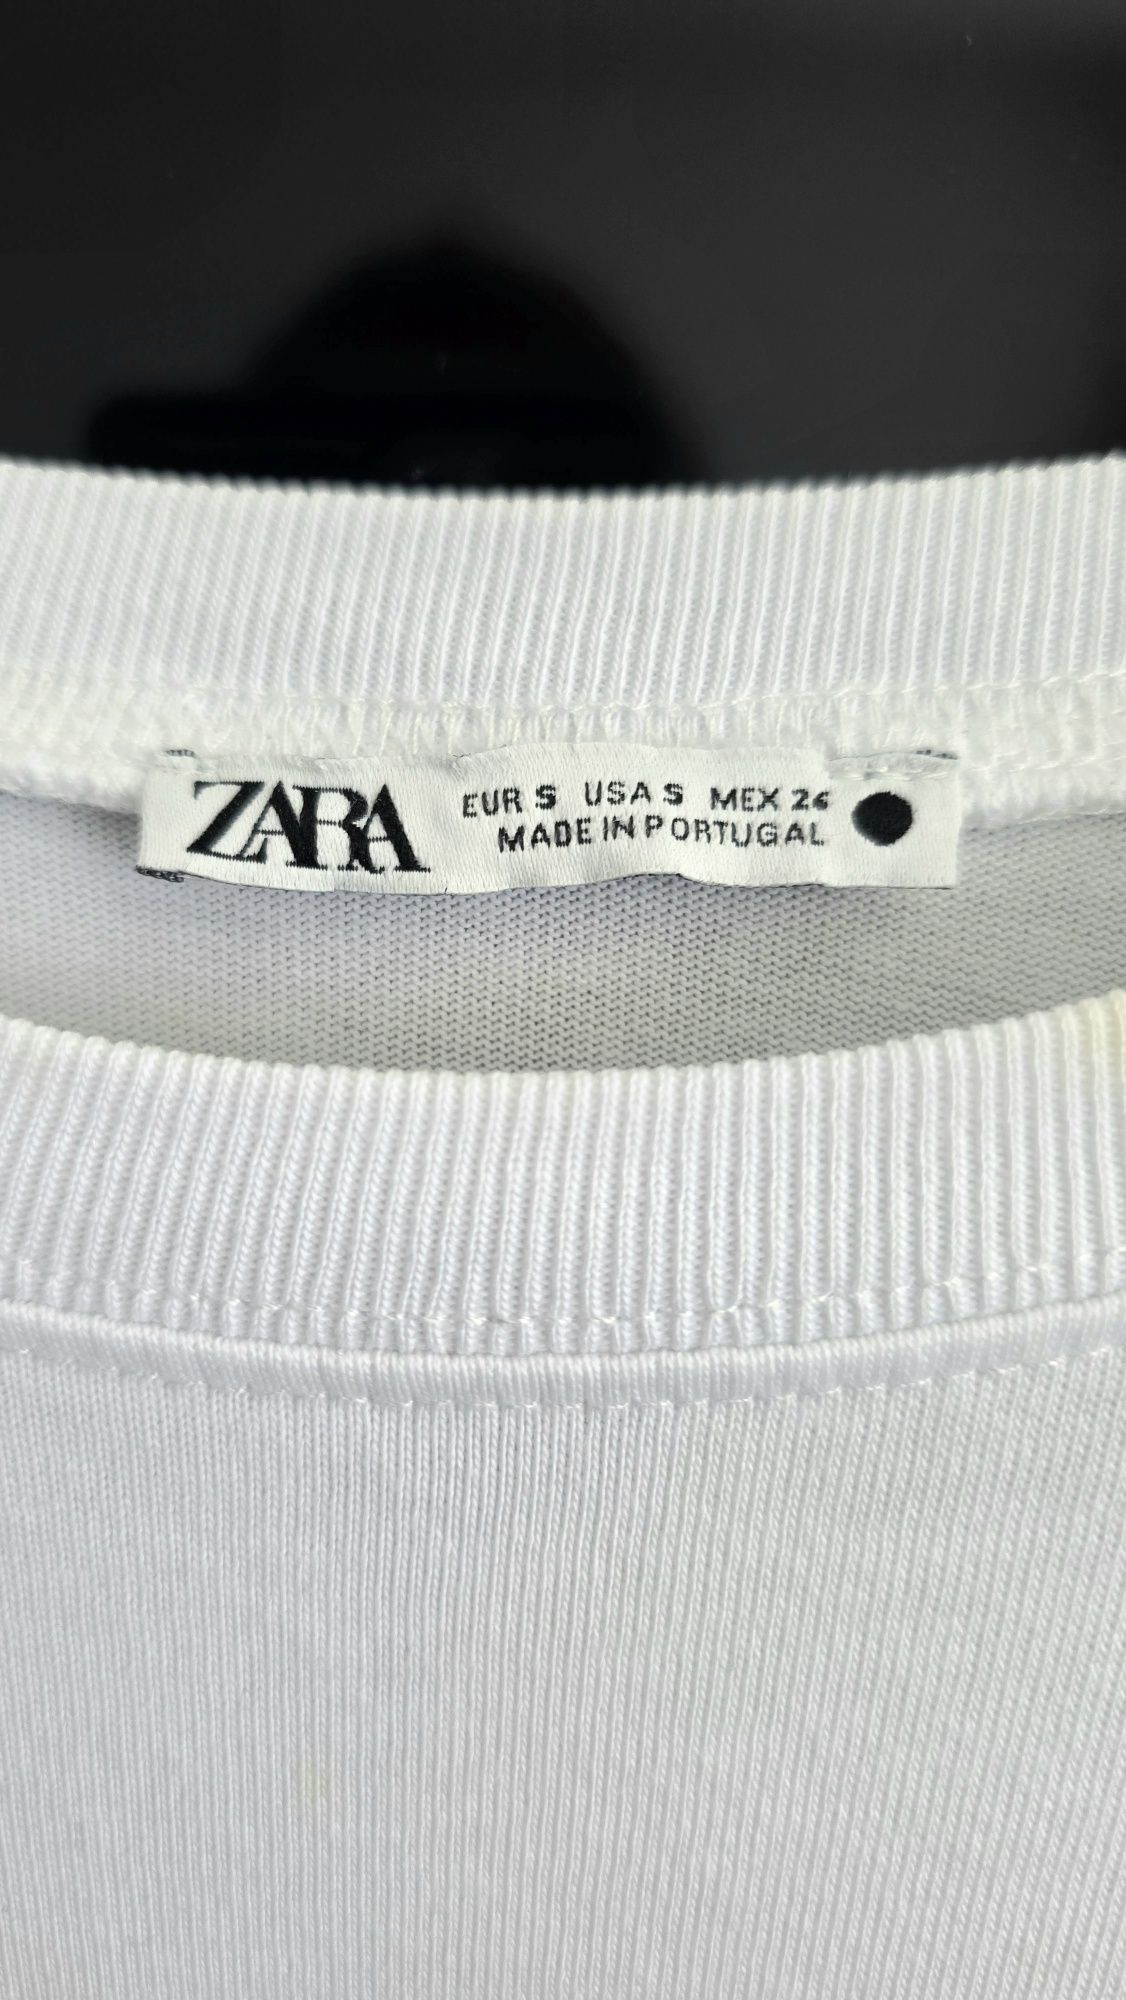 ZARA
EUR S USA S MEX 26
MADE IN PORTUGAL